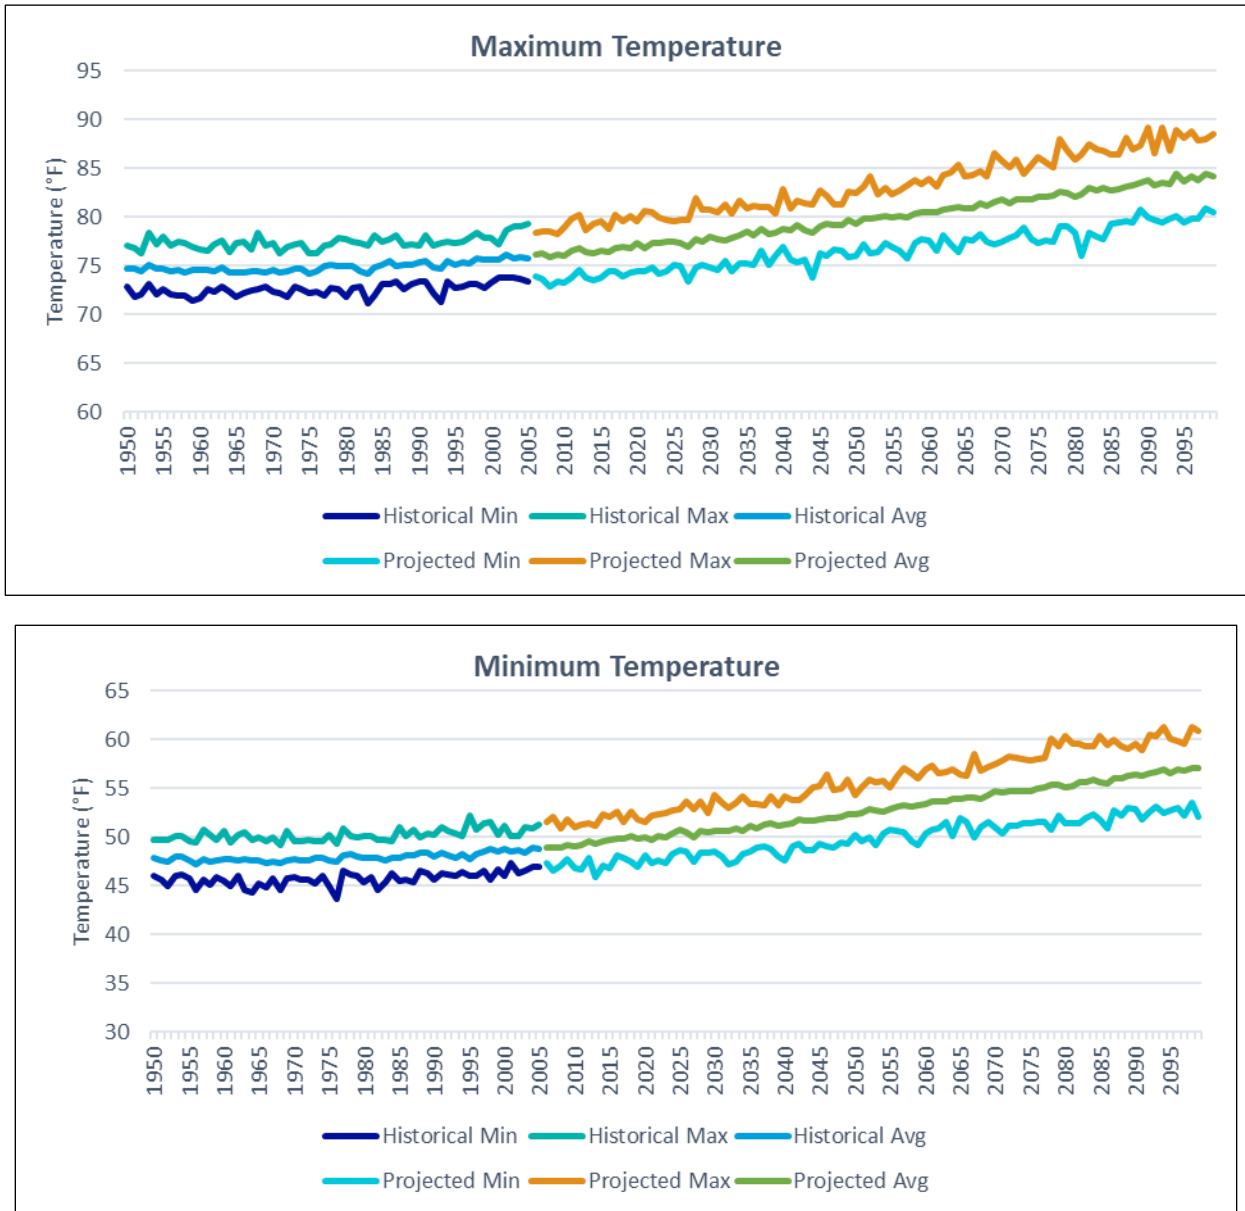 Maximum Temperature
95
90
85
80
75
70
65
60
Temperature (°F)
1950 1955 1960 1965 1970 1975 1980 1985 1990 1995 2000 2005 2010 2015 2020 2025 2030 2035 2040 2045 2050 2055 2060 2065 2070 2075 2080 2085 2090 2095
Historical Min Historical Max Historical Avg
Projected Min Projected Max Projected Avg
Minimum Temperature
65
60
55
50
45
40
35
30
Temperature (°F)
1950 1955 1960 1965 1970 1975 1980 1985 1990 1995 2000 2005 2010 2015 2020 2025 2030 2035 2040 2045 2050 2055 2060 2065 2070 2075 2080 2085 2090 2095
Historical Min Historical Max Historical Avg
Projected Min Projected Max Projected Avg